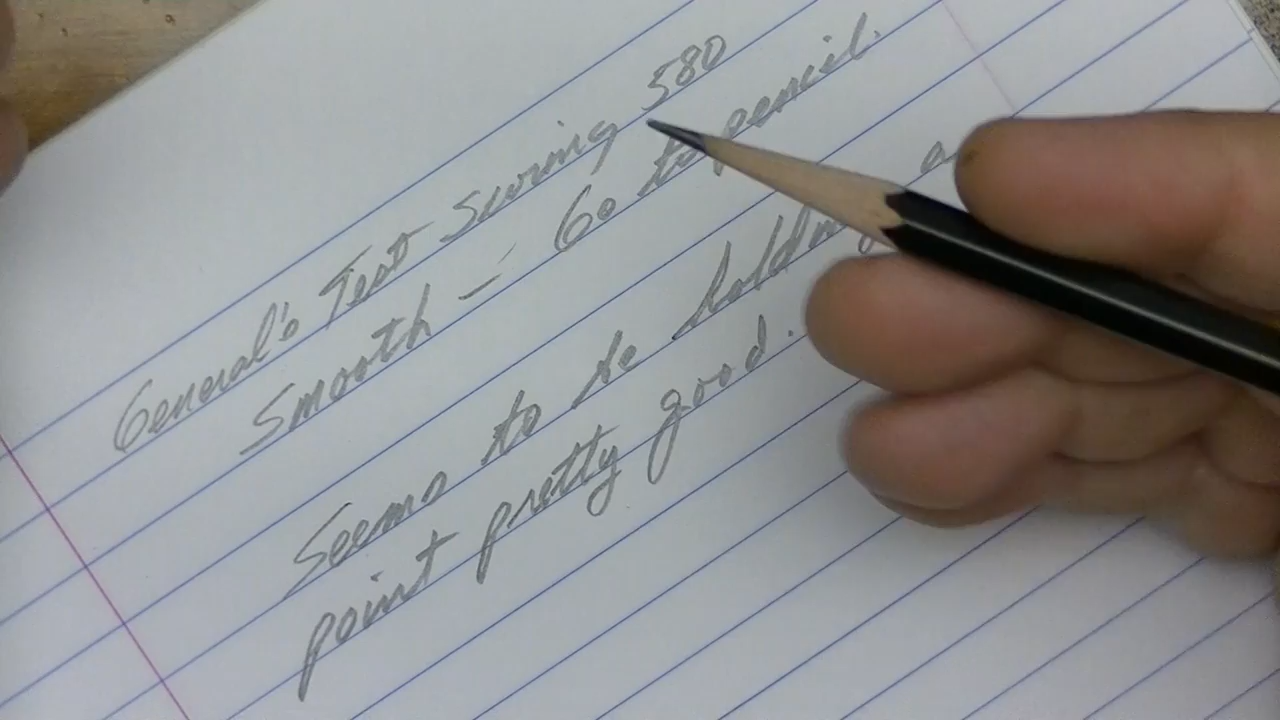 General's Test Scoring 580
Smooth - Go to pencil.
Seems to be holding a
point pretty good.